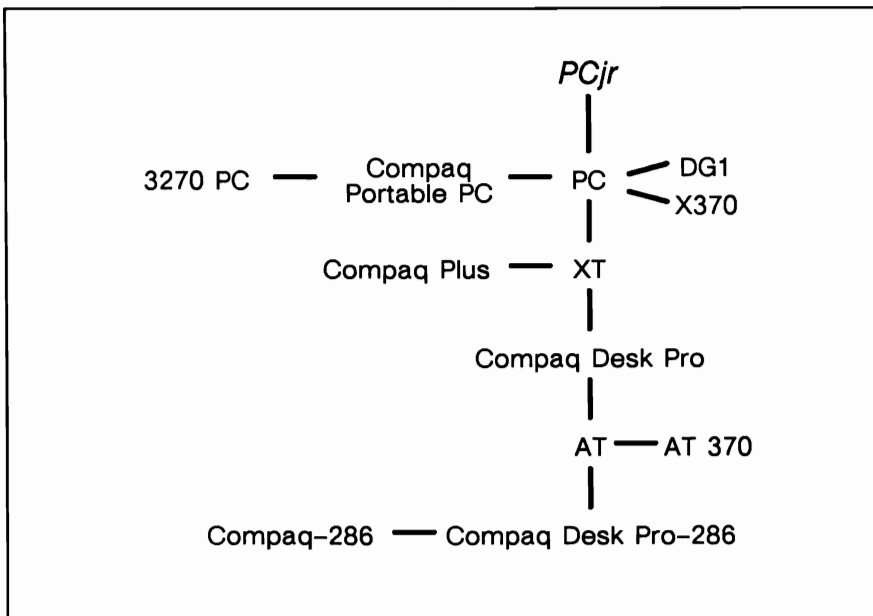 PCjr
3270 PC
Compaq
Portable PC
PC
DG1
X370
Compaq Plus
XT
Compaq Desk Pro
AT
AT 370
Compaq-286
Compaq Desk Pro-286